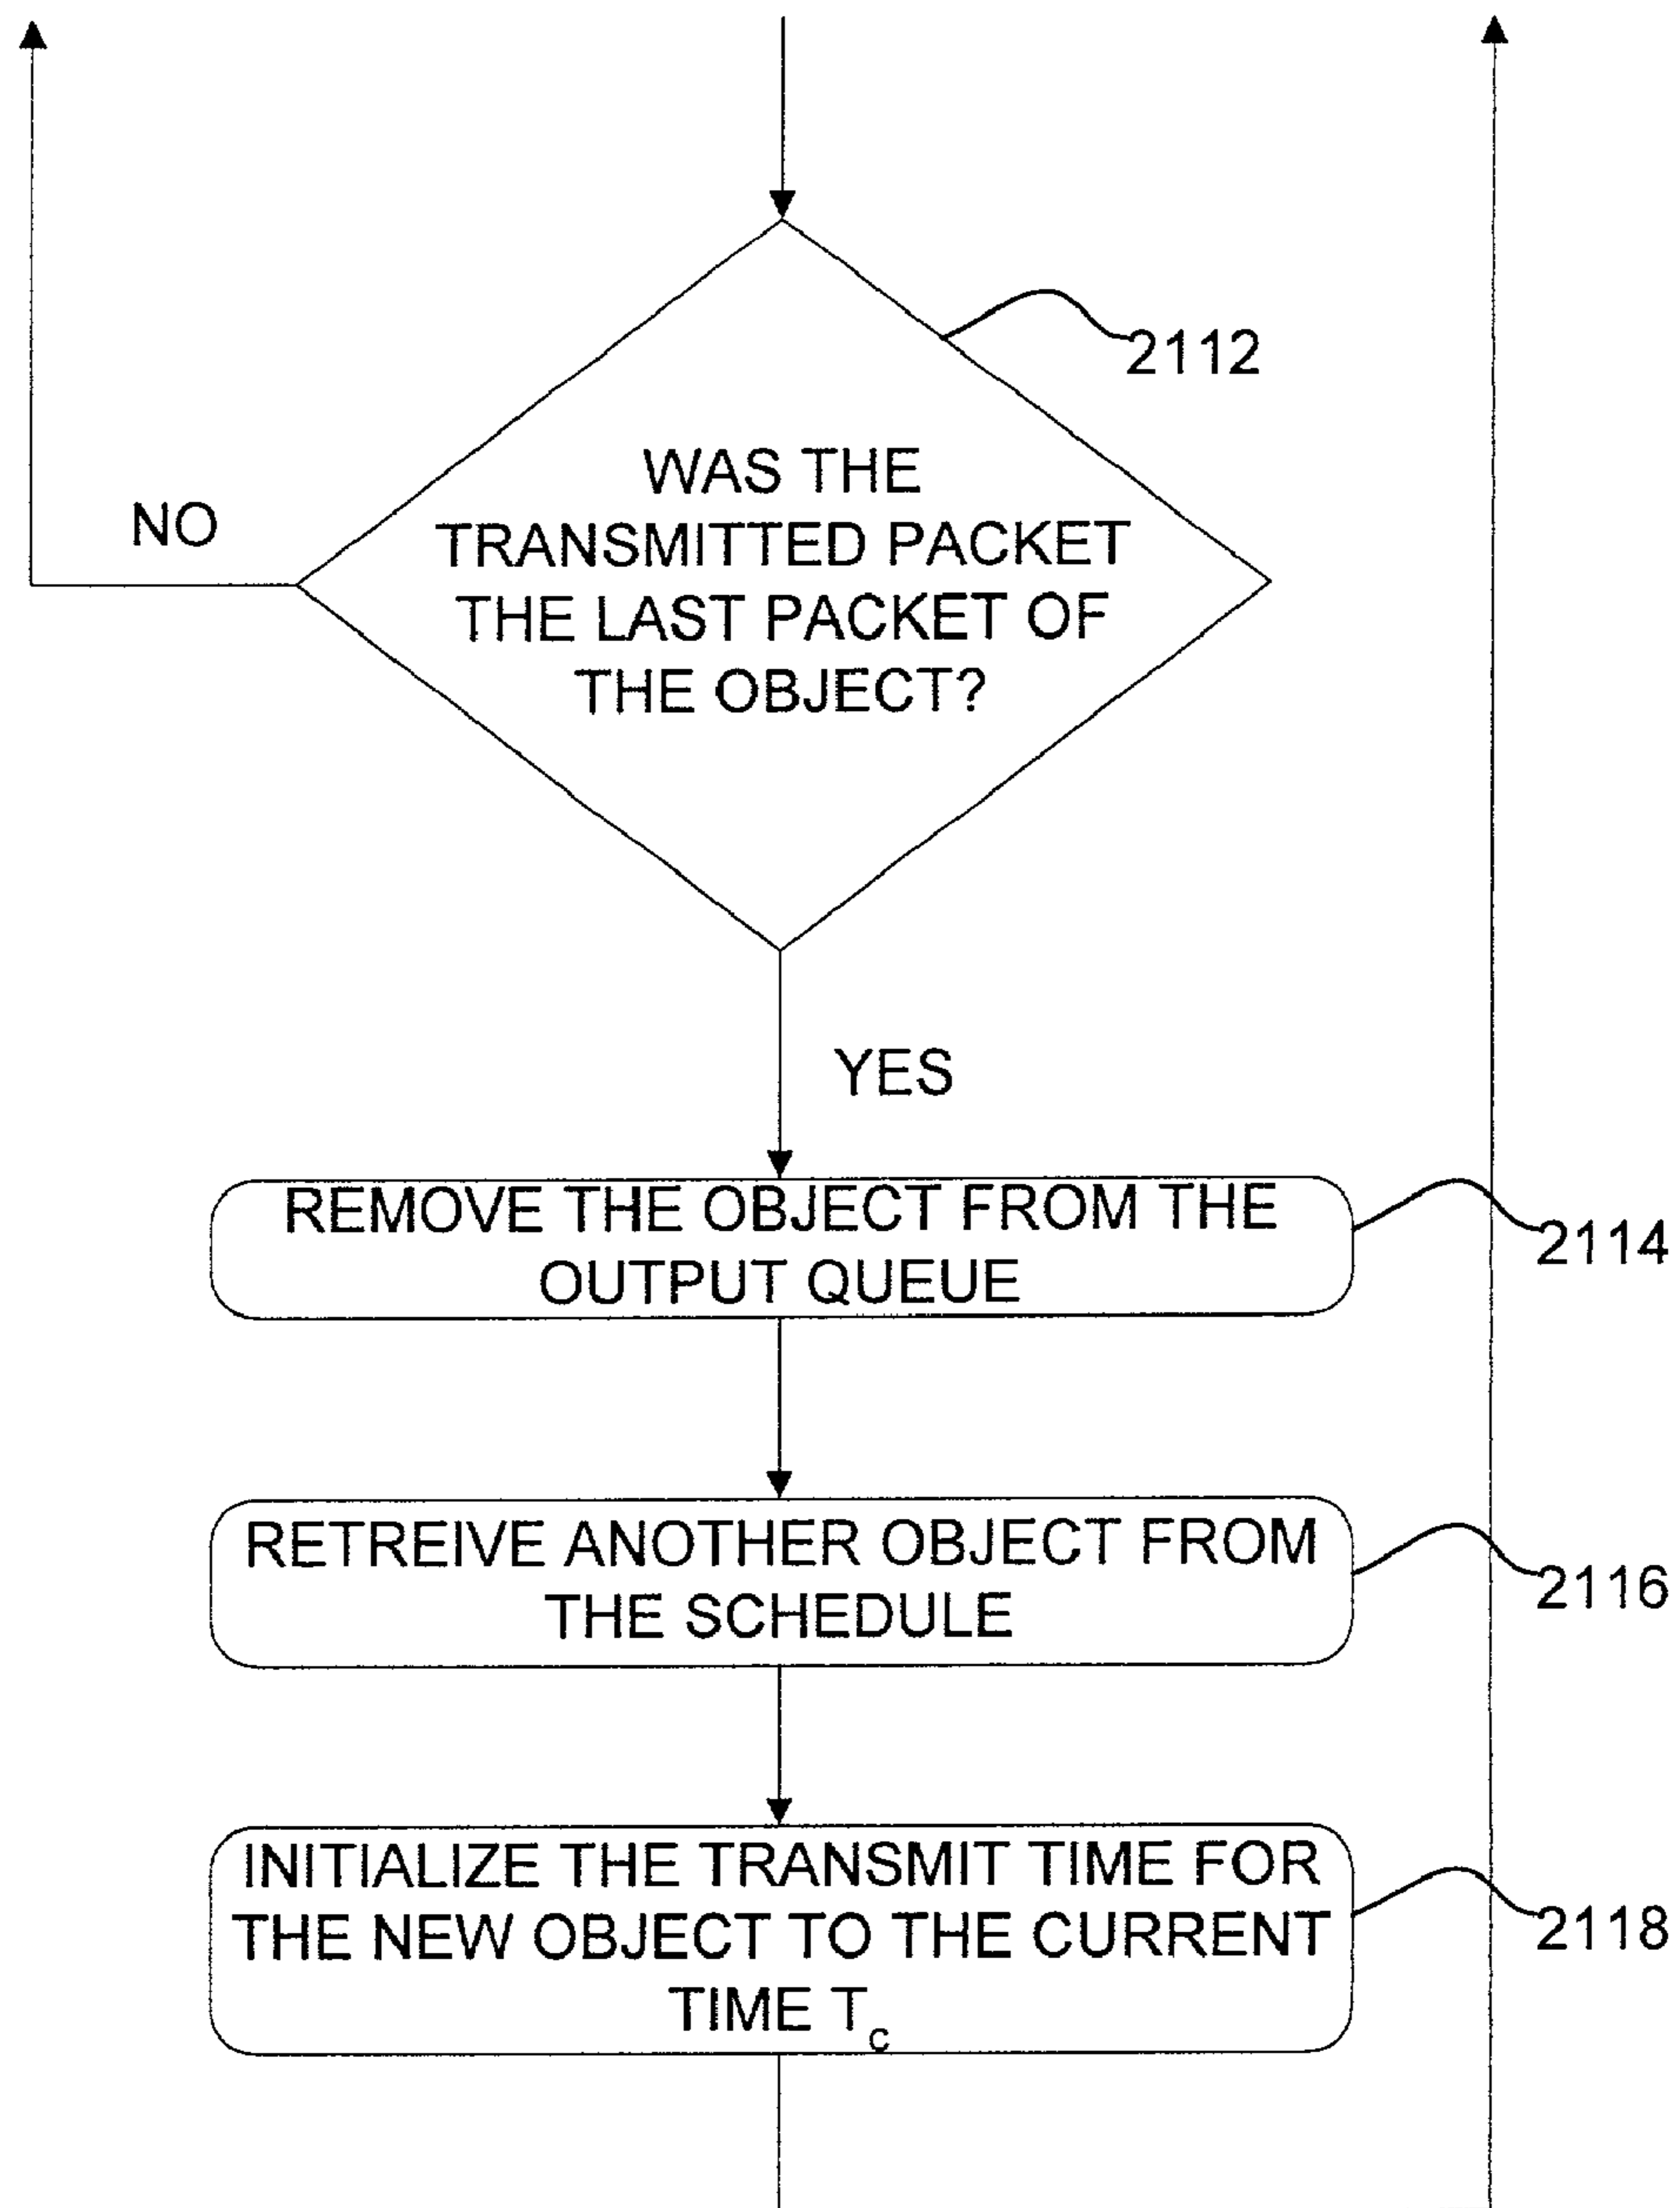 2112
WAS THE
TRANSMITTED PACKET
THE LAST PACKET OF
THE OBJECT?
NO
YES
REMOVE THE OBJECT FROM THE
OUTPUT QUEUE
2114
RETREIVE ANOTHER OBJECT FROM
THE SCHEDULE
2116
INITIALIZE THE TRANSMIT TIME FOR
THE NEW OBJECT TO THE CURRENT
TIME Tc
2118